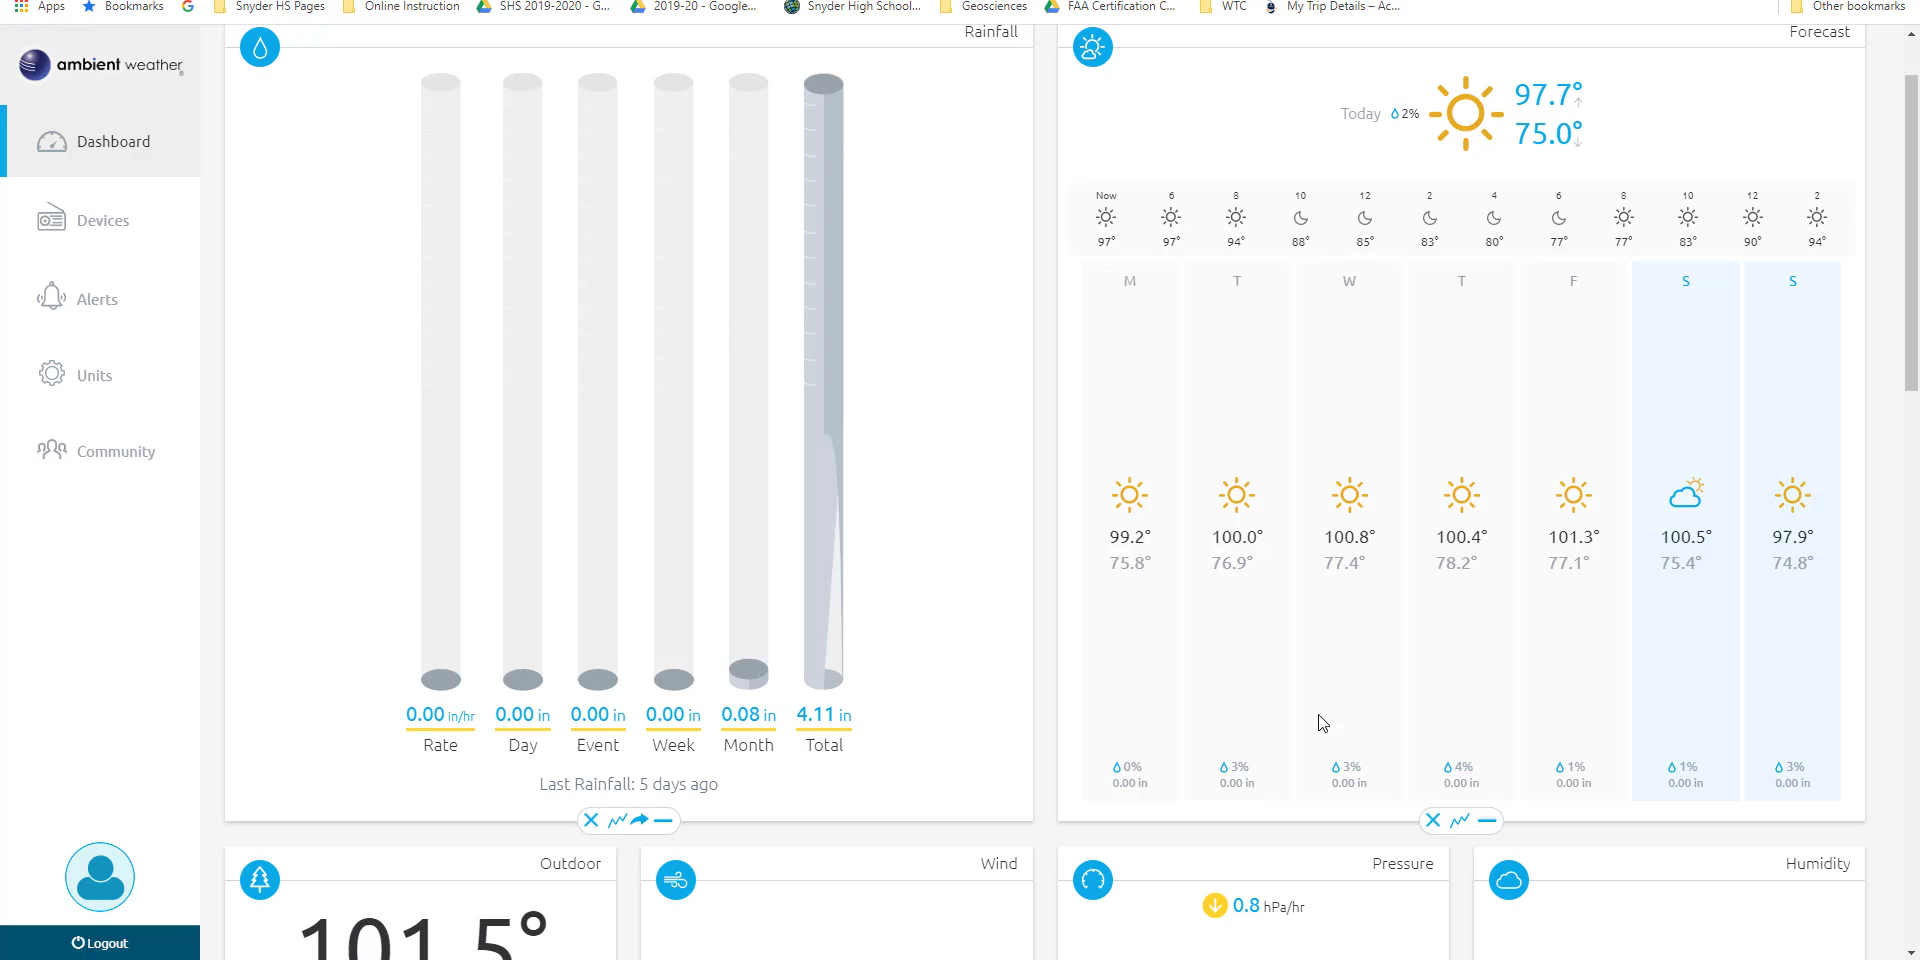 Apps Bookmarks Snyder HS Pages Online Instruction SHS 2019-2020 - G... 2019-20 - Google... Snyder High School... Geosciences FAA Certification C... WTC My Trip Details – Ac... Other bookmarks
ambient weather
Dashboard
Devices
Alerts
Units
Community
Logout
Rainfall
0.00 in/hr 0.00 in 0.00 in 0.00 in 0.08 in 4.11 in
Rate Day Event Week Month Total
Last Rainfall: 5 days ago
Forecast
Today 2% 97.7°
75.0°
Now 6 8 10 12 2 4 6 8 10 12 2
97° 97° 94° 88° 85° 83° 80° 77° 77° 83° 90° 94°
M T W T F S S
99.2° 100.0° 100.8° 100.4° 101.3° 100.5° 97.9°
75.8° 76.9° 77.4° 78.2° 77.1° 75.4° 74.8°
0% 3% 3% 4% 1% 1% 3%
0.00 in 0.00 in 0.00 in 0.00 in 0.00 in 0.00 in 0.00 in
Outdoor
101.5°
Wind
Pressure
0.8 hPa/hr
Humidity